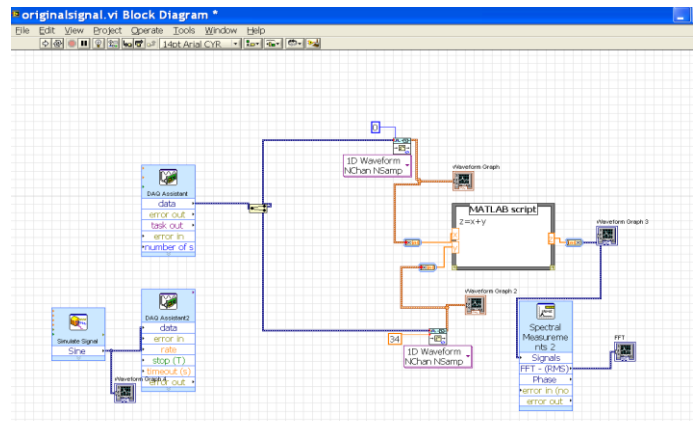 originalsignal.vi Block Diagram *
File Edit View Project Operate Tools Window Help
14pt Arial CYR
0
1D Waveform
NChan NSamp
Waveform Graph
DAQ Assistant
data
error out
task out
error in
number of s
MATLAB script
z=x+y
Waveform Graph 3
Waveform Graph 2
34
1D Waveform
NChan NSamp
Simulate Signal
Sine
DAQ Assistant2
data
error in
rate
stop (T)
timeout (s)
error out
Waveform Graph 4
Spectral
Measureme
nts 2
Signals
FFT - (RMS)
Phase
error in (no
error out
FFT